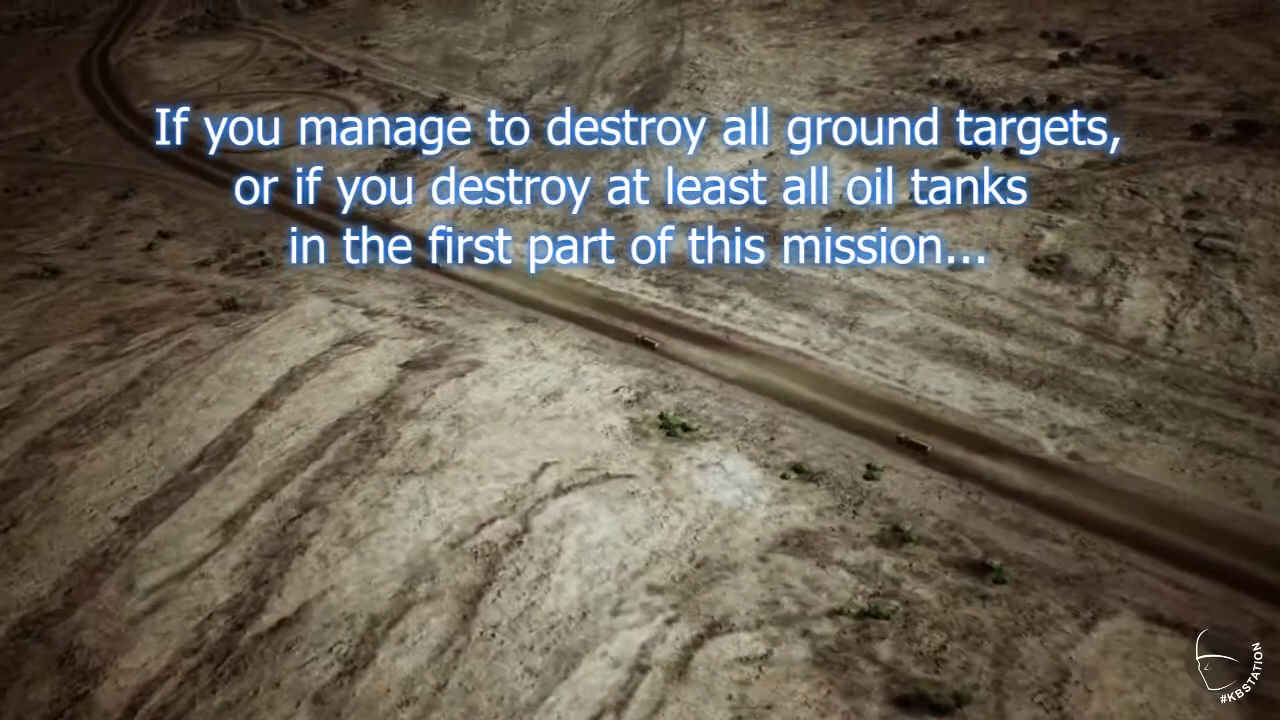 If you manage to destroy all ground targets,
or if you destroy at least all oil tanks
in the first part of this mission...
#KBSTATION